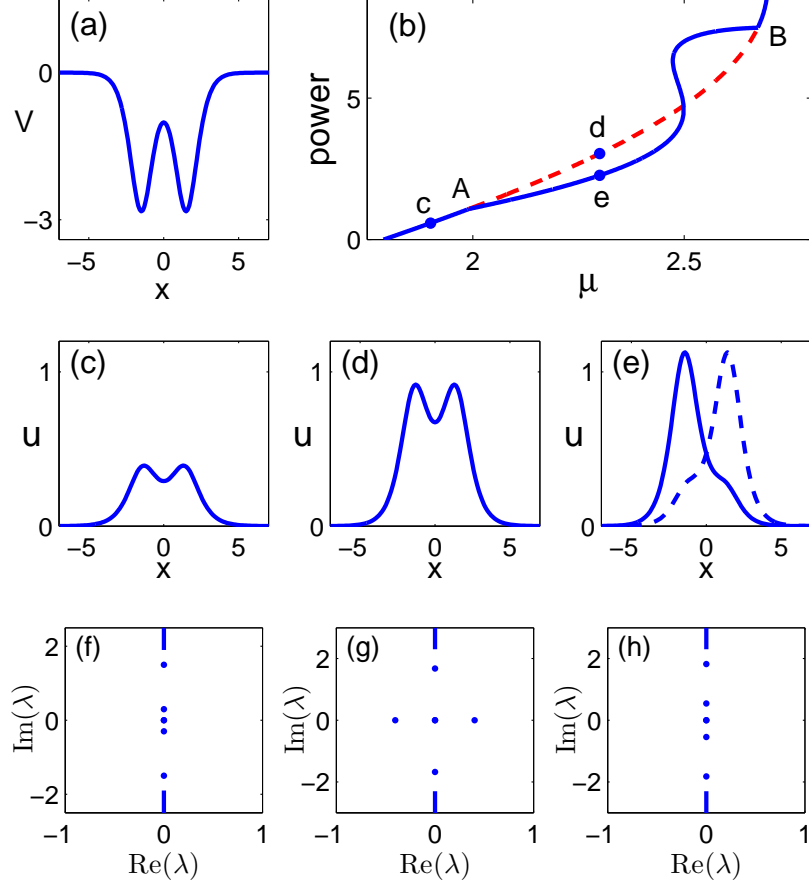 (a)
0
V
−3
−5 0 5
x
(b)
B
power
5
d
A
e
c
0
2 2.5
μ
(c)
1
u
0
−5 0 5
x
(d)
1
u
0
−5 0 5
x
(e)
1
u
0
−5 0 5
x
(f)
2
Im(λ)
0
−2
−1 0 1
Re(λ)
(g)
2
Im(λ)
0
−2
−1 0 1
Re(λ)
(h)
2
Im(λ)
0
−2
−1 0 1
Re(λ)